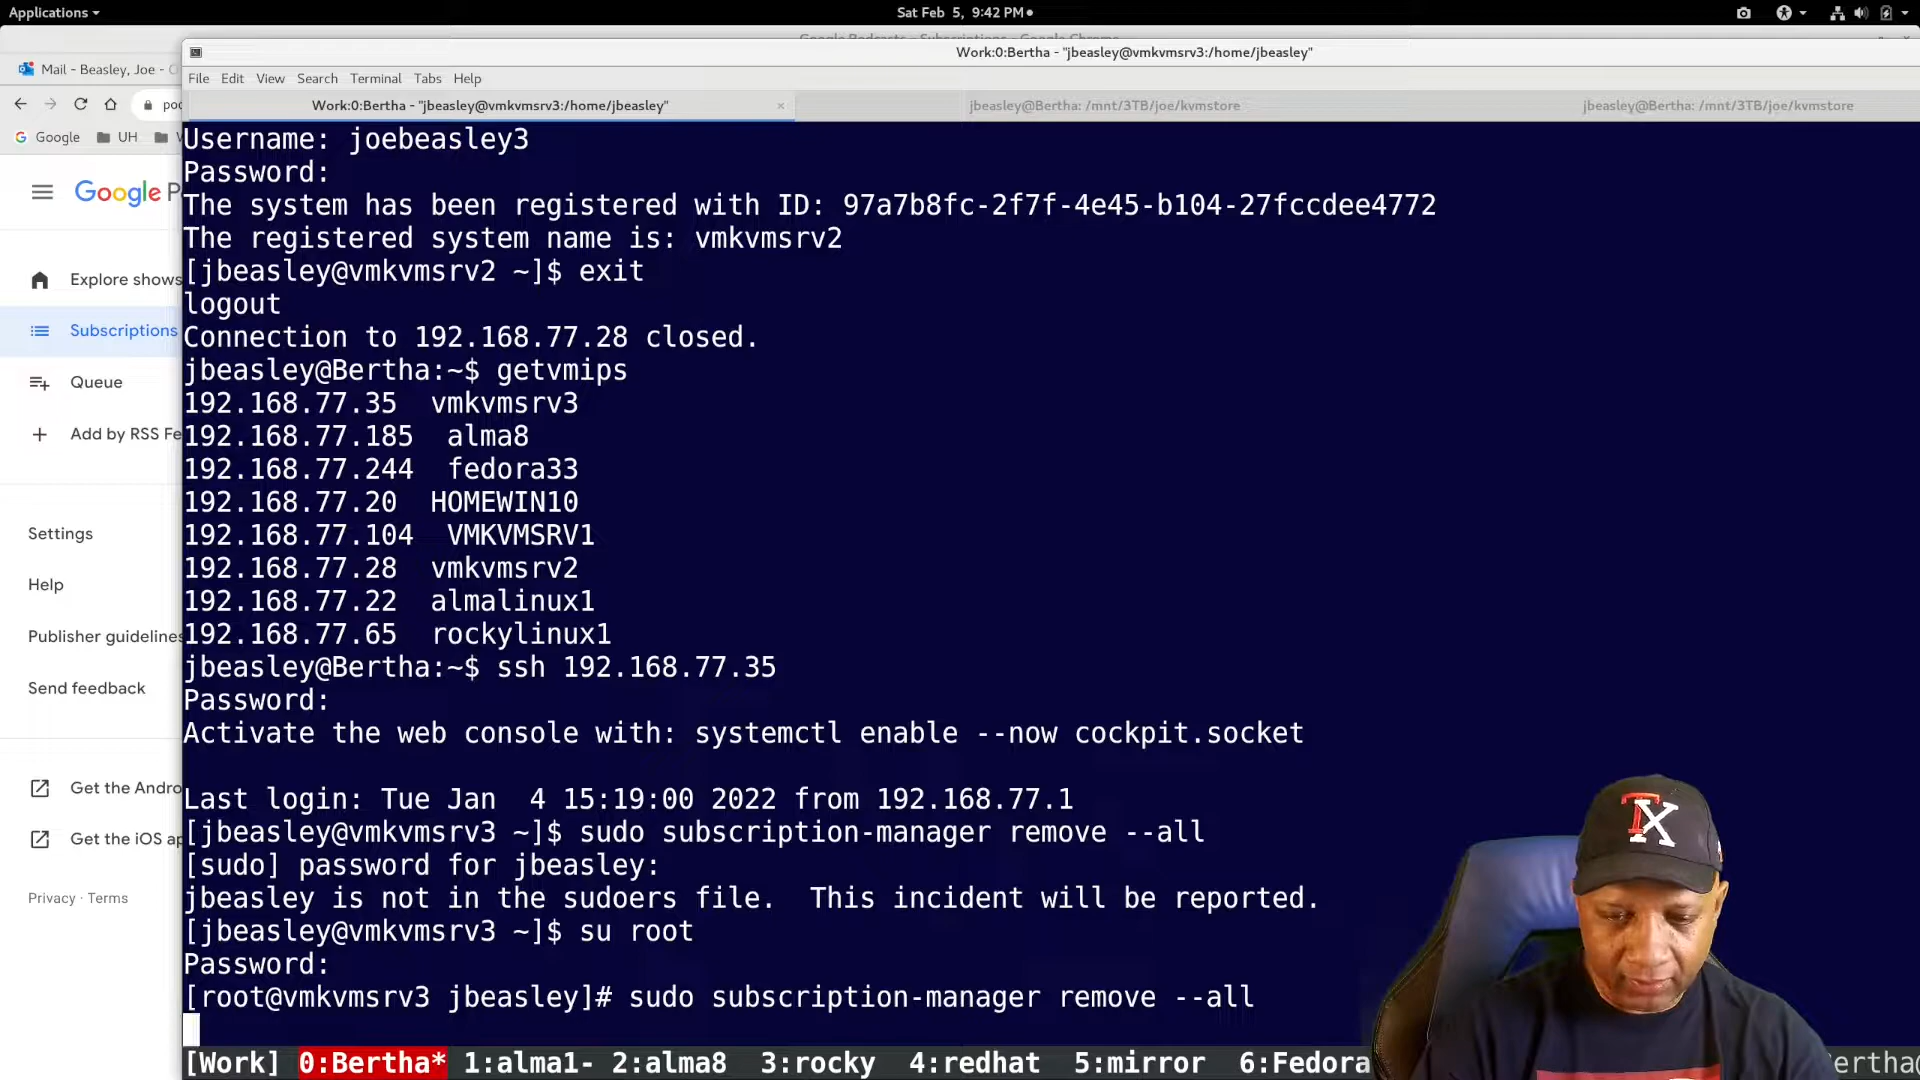 Applications
Sat Feb 5, 9:42 PM
Google Podcasts - Subscriptions - Google Chrome
Work:0:Bertha - "jbeasley@vmkvmsrv3:/home/jbeasley"
Mail - Beasley, Joe - O
File Edit View Search Terminal Tabs Help
Work:0:Bertha - "jbeasley@vmkvmsrv3:/home/jbeasley"
jbeasley@Bertha: /mnt/3TB/joe/kvmstore
jbeasley@Bertha: /mnt/3TB/joe/kvmstore
poc
Google UH
Google P
Explore shows
Subscriptions
Queue
Add by RSS Fe
Settings
Help
Publisher guidelines
Send feedback
Get the Andro
Get the iOS ap
Privacy · Terms
Username: joebeasley3
Password:
The system has been registered with ID: 97a7b8fc-2f7f-4e45-b104-27fccdee4772
The registered system name is: vmkvmsrv2
[jbeasley@vmkvmsrv2 ~]$ exit
logout
Connection to 192.168.77.28 closed.
jbeasley@Bertha:~$ getvmips
192.168.77.35 vmkvmsrv3
192.168.77.185 alma8
192.168.77.244 fedora33
192.168.77.20 HOMEWIN10
192.168.77.104 VMKVMSRV1
192.168.77.28 vmkvmsrv2
192.168.77.22 almalinux1
192.168.77.65 rockylinux1
jbeasley@Bertha:~$ ssh 192.168.77.35
Password:
Activate the web console with: systemctl enable --now cockpit.socket
Last login: Tue Jan 4 15:19:00 2022 from 192.168.77.1
[jbeasley@vmkvmsrv3 ~]$ sudo subscription-manager remove --all
[sudo] password for jbeasley:
jbeasley is not in the sudoers file. This incident will be reported.
[jbeasley@vmkvmsrv3 ~]$ su root
Password:
[root@vmkvmsrv3 jbeasley]# sudo subscription-manager remove --all
[Work] 0:Bertha* 1:alma1- 2:alma8 3:rocky 4:redhat 5:mirror 6:Fedora
ertha
TX